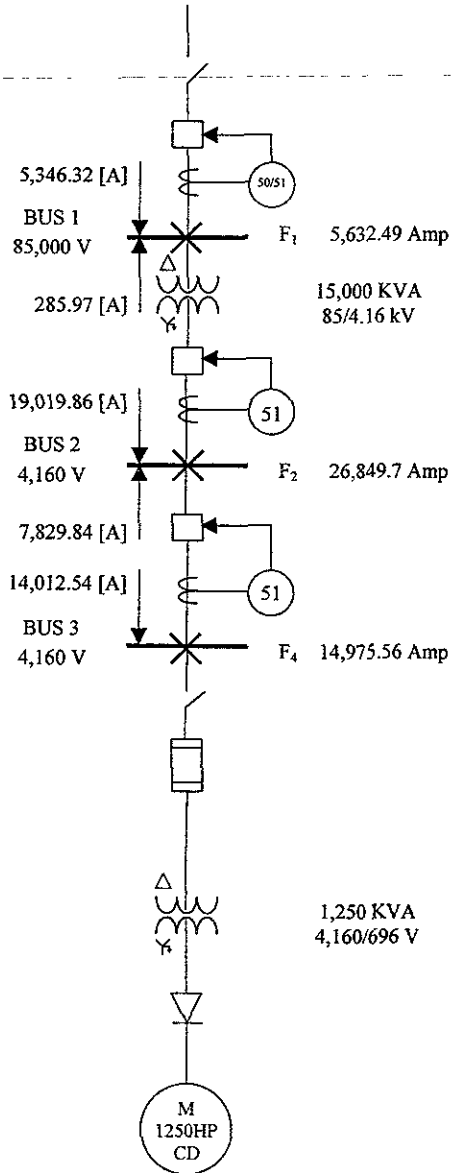 5,346.32 [A]
50/51
BUS 1
85,000 V
F₁ 5,632.49 Amp
Δ
285.97 [A]
15,000 KVA
85/4.16 kV
19,019.86 [A]
51
BUS 2
4,160 V
F₂ 26,849.7 Amp
7,829.84 [A]
14,012.54 [A]
51
BUS 3
4,160 V
F₄ 14,975.56 Amp
Δ
1,250 KVA
4,160/696 V
M
1250HP
CD